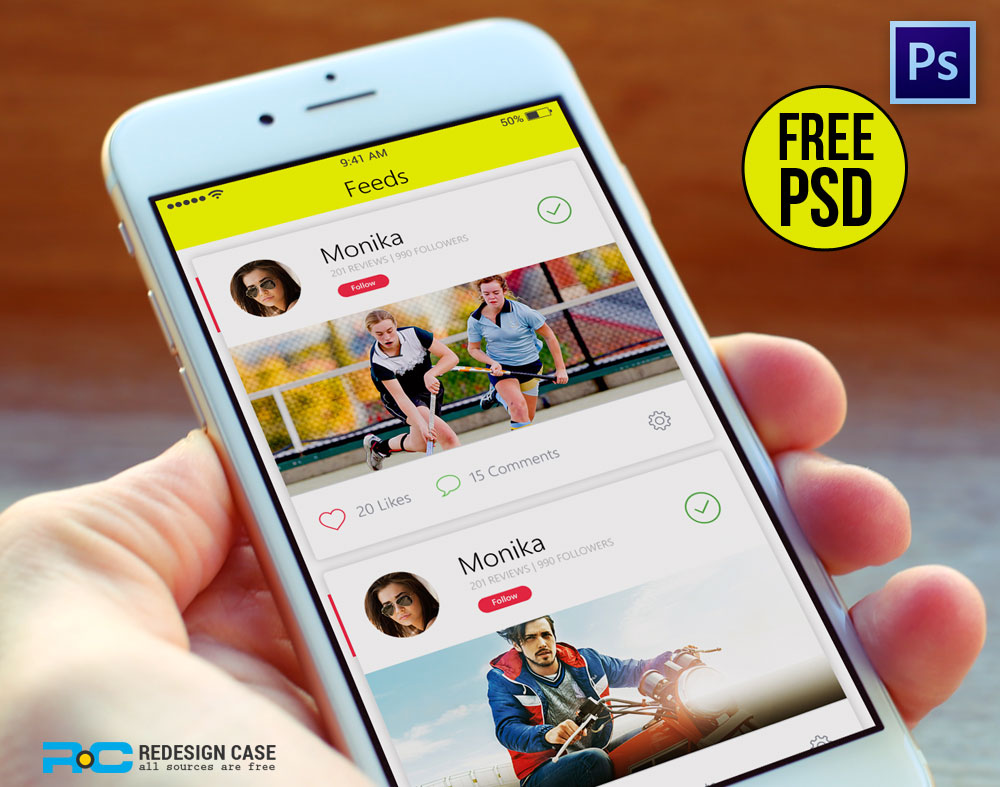 Ps
FREE
PSD
50%
9:41 AM
Feeds
Monika
201 REVIEWS | 990 FOLLOWERS
Follow
20 Likes
15 Comments
Monika
201 REVIEWS | 990 FOLLOWERS
Follow
RC REDESIGN CASE
all sources are free